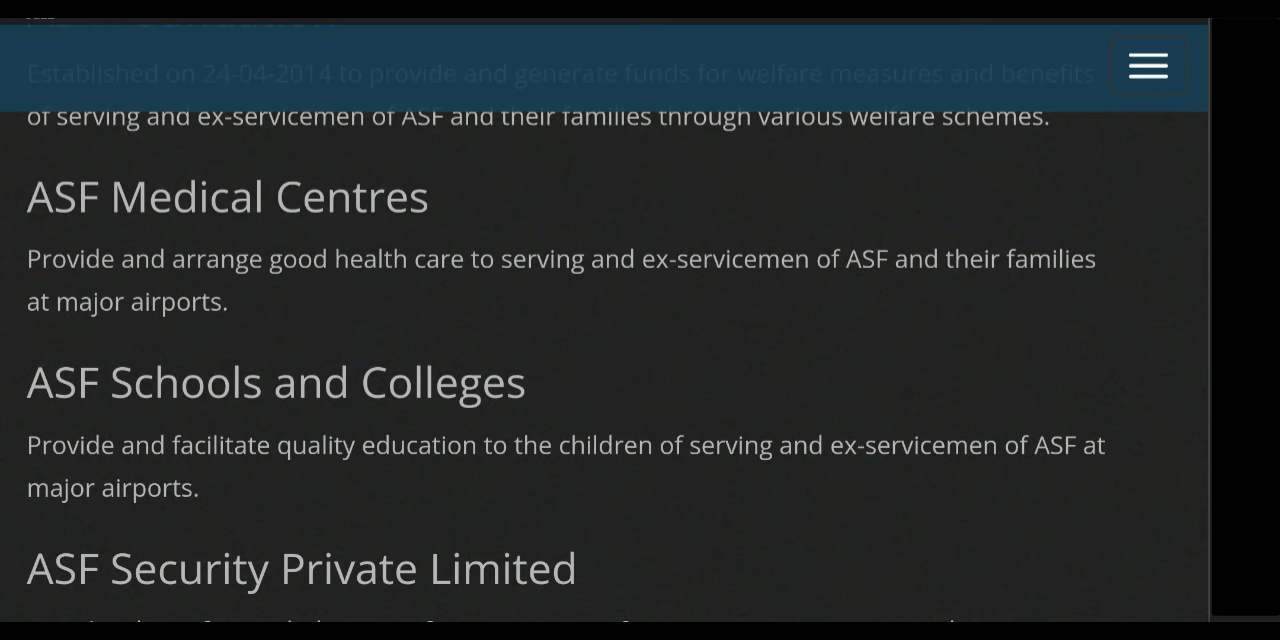 Established on 24-04-2014 to provide and generate funds for welfare measures and benefits
of serving and ex-servicemen of ASF and their families through various welfare schemes.
ASF Medical Centres
Provide and arrange good health care to serving and ex-servicemen of ASF and their families
at major airports.
ASF Schools and Colleges
Provide and facilitate quality education to the children of serving and ex-servicemen of ASF at
major airports.
ASF Security Private Limited